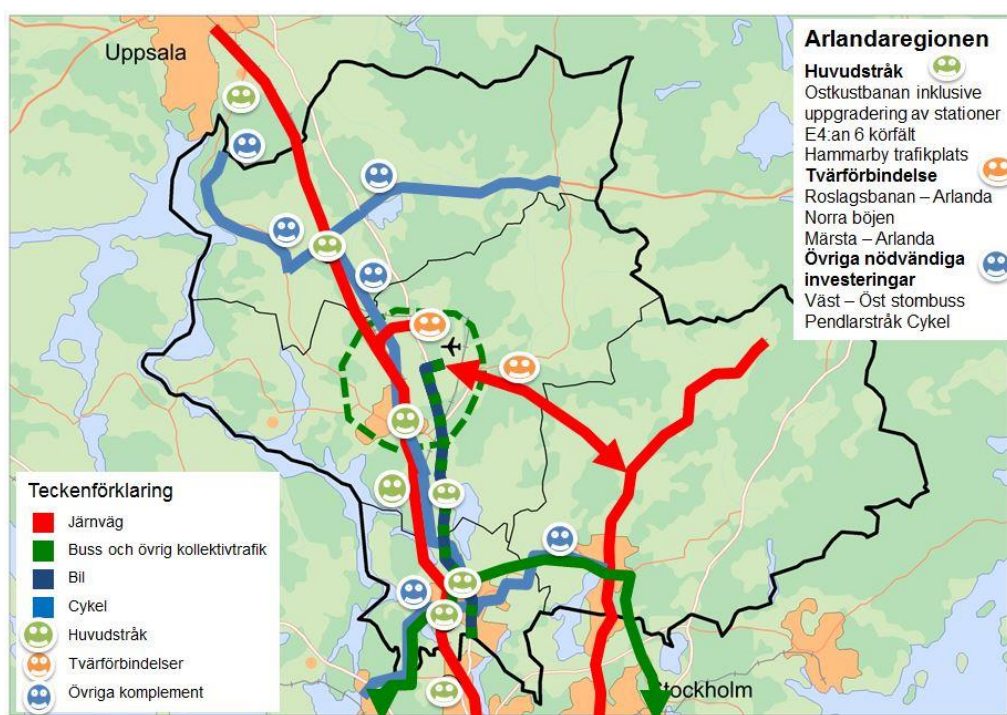 Uppsala
Arlandaregionen
Huvudstråk
Ostkustbanan inklusive
uppgradering av stationer
E4:an 6 körfält
Hammarby trafikplats
Tvärförbindelse
Roslagsbanan – Arlanda
Norra böjen
Märsta – Arlanda
Övriga nödvändiga
investeringar
Väst – Öst stombuss
Pendlarstråk Cykel
Teckenförklaring
Järnväg
Buss och övrig kollektivtrafik
Bil
Cykel
Huvudstråk
Tvärförbindelser
Övriga komplement
Stockholm